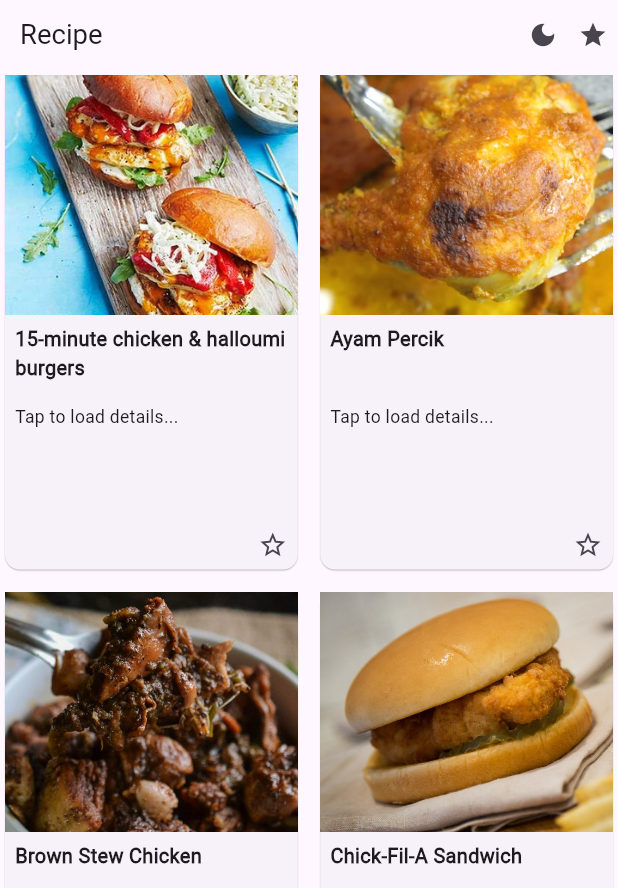 Recipe
15-minute chicken & halloumi
burgers
Tap to load details...
Ayam Percik
Tap to load details...
Brown Stew Chicken
Chick-Fil-A Sandwich